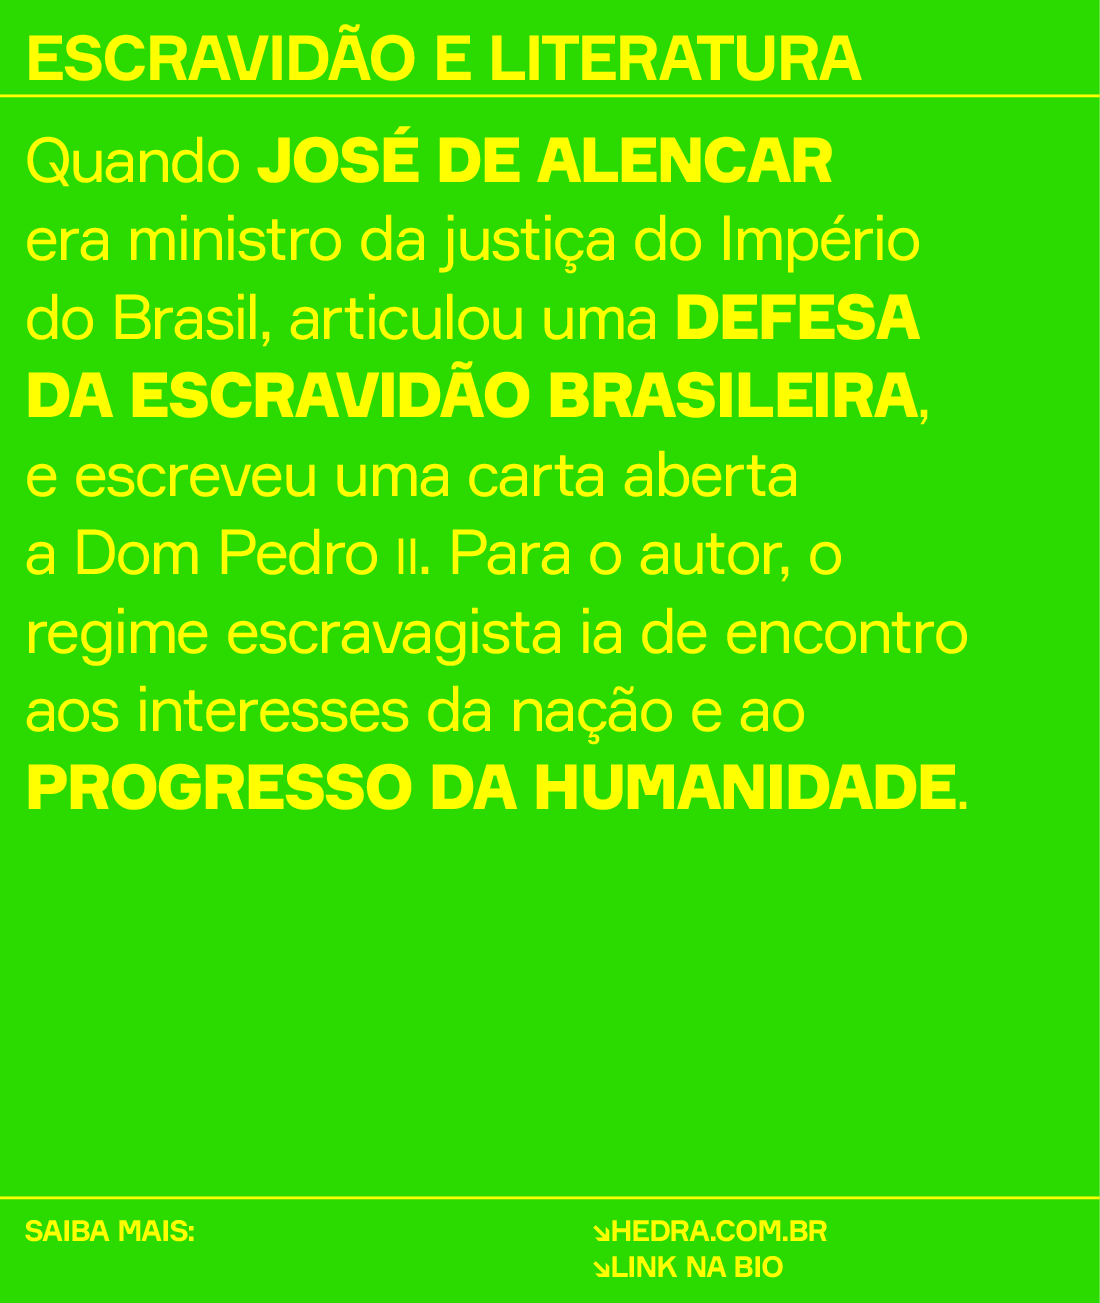 ESCRAVIDÃO E LITERATURA
Quando JOSÉ DE ALENCAR
era ministro da justiça do Império
do Brasil, articulou uma DEFESA
DA ESCRAVIDÃO BRASILEIRA,
e escreveu uma carta aberta
a Dom Pedro II. Para o autor, o
regime escravagista ia de encontro
aos interesses da nação e ao
PROGRESSO DA HUMANIDADE.
SAIBA MAIS:
↘HEDRA.COM.BR
↘LINK NA BIO